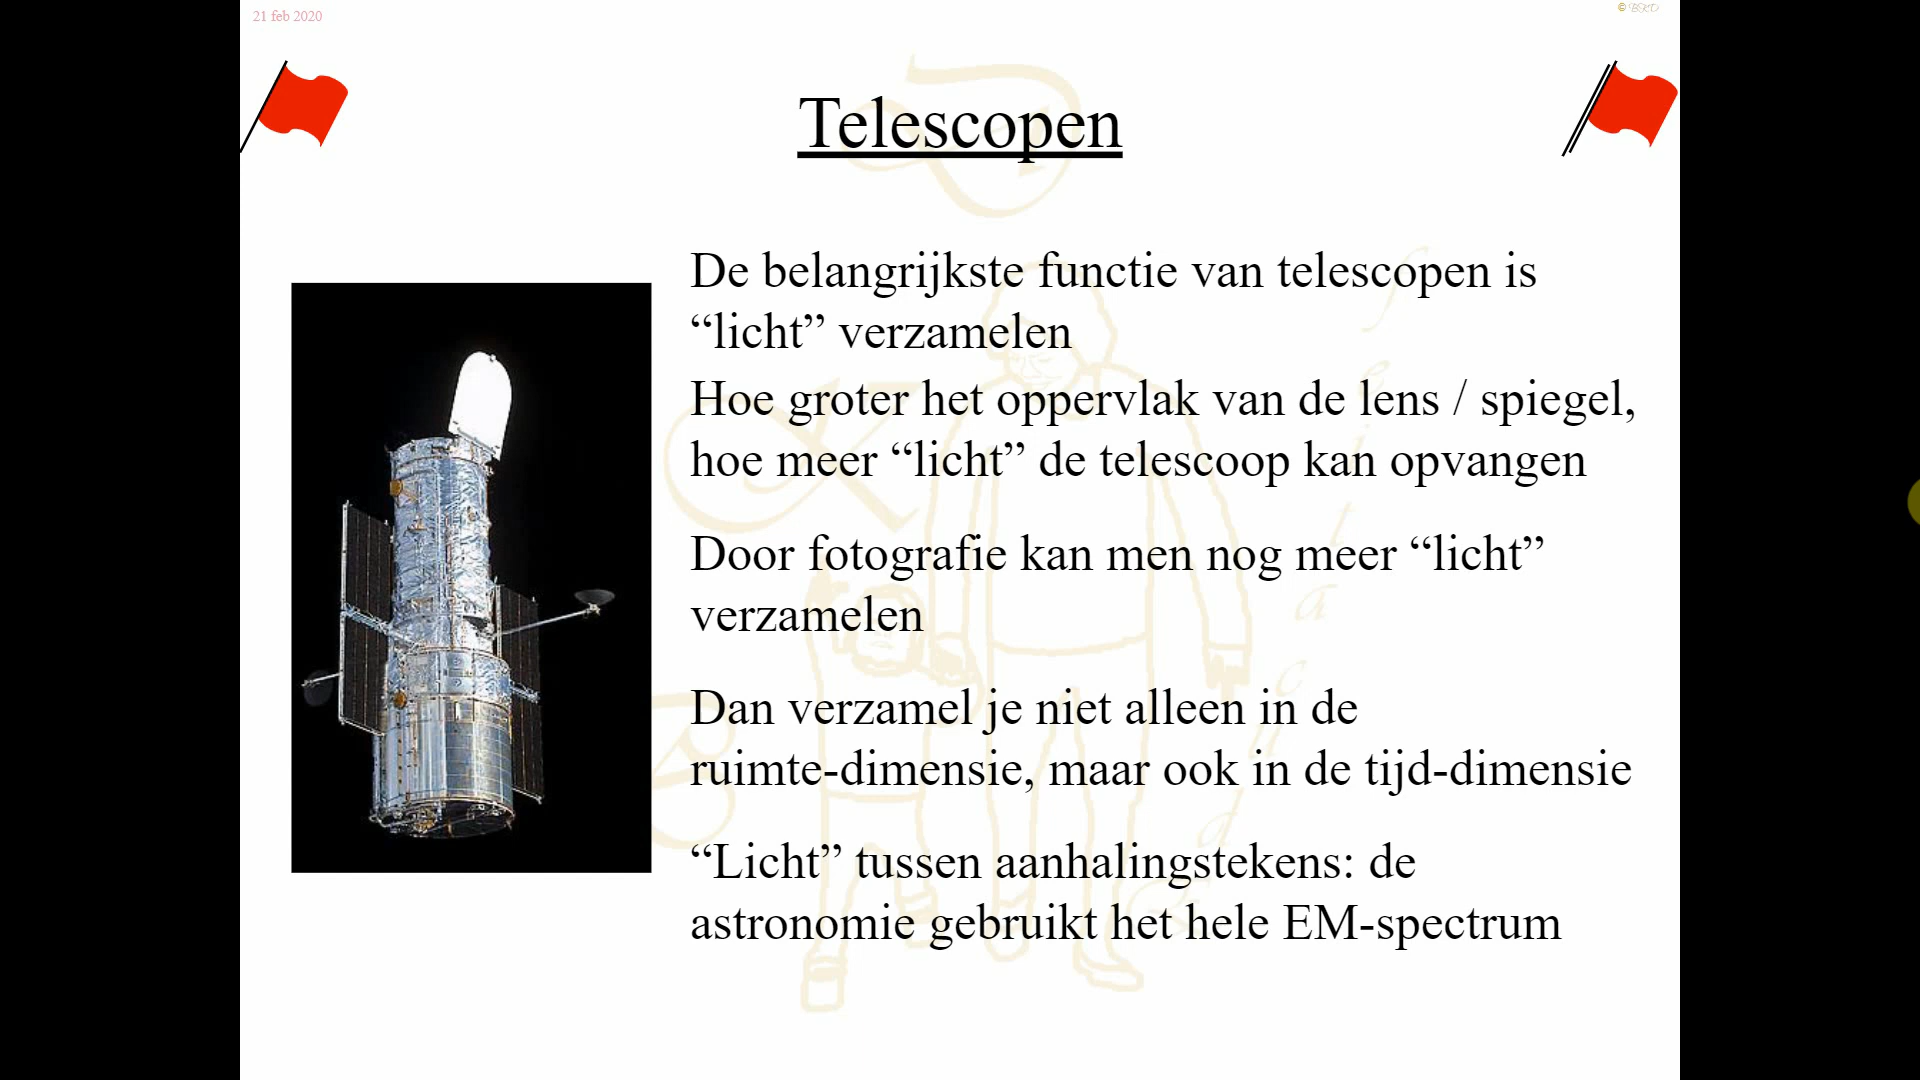 21 feb 2020
© BKD
Telescopen
De belangrijkste functie van telescopen is
“licht” verzamelen
Hoe groter het oppervlak van de lens / spiegel,
hoe meer “licht” de telescoop kan opvangen
Door fotografie kan men nog meer “licht”
verzamelen
Dan verzamel je niet alleen in de
ruimte-dimensie, maar ook in de tijd-dimensie
“Licht” tussen aanhalingstekens: de
astronomie gebruikt het hele EM-spectrum